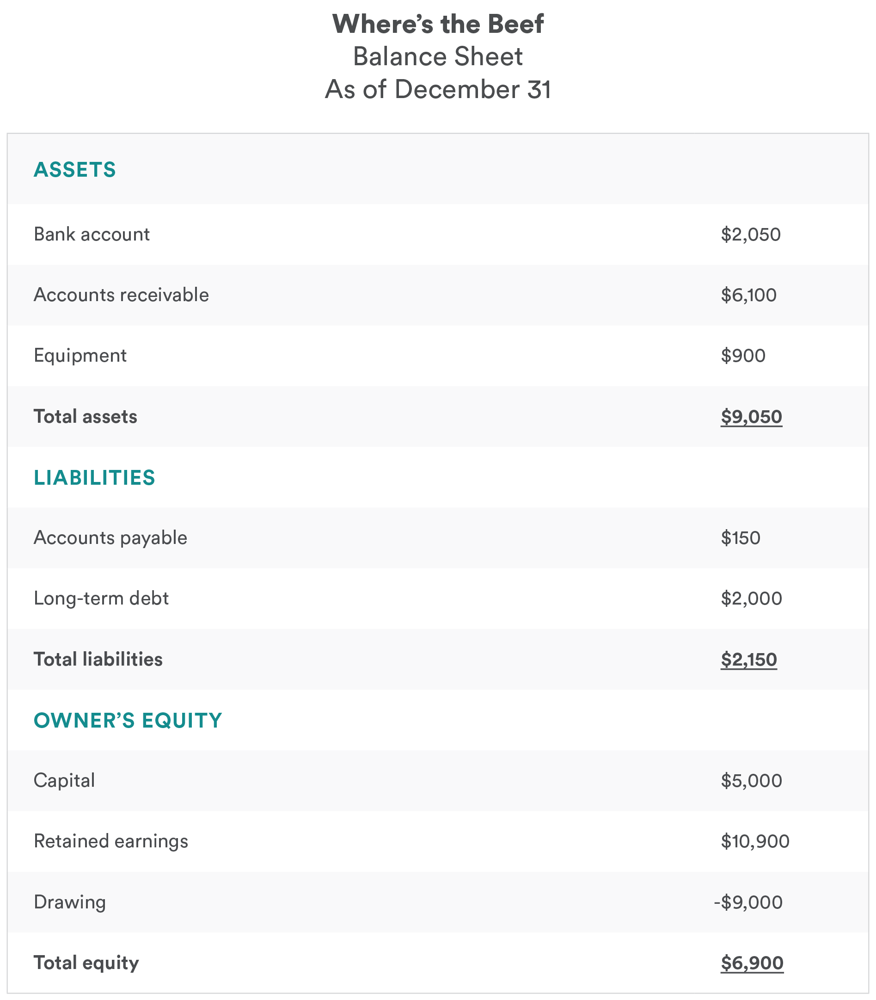 Where’s the Beef
Balance Sheet
As of December 31
ASSETS
Bank account $2,050
Accounts receivable $6,100
Equipment $900
Total assets $9,050
LIABILITIES
Accounts payable $150
Long-term debt $2,000
Total liabilities $2,150
OWNER’S EQUITY
Capital $5,000
Retained earnings $10,900
Drawing -$9,000
Total equity $6,900